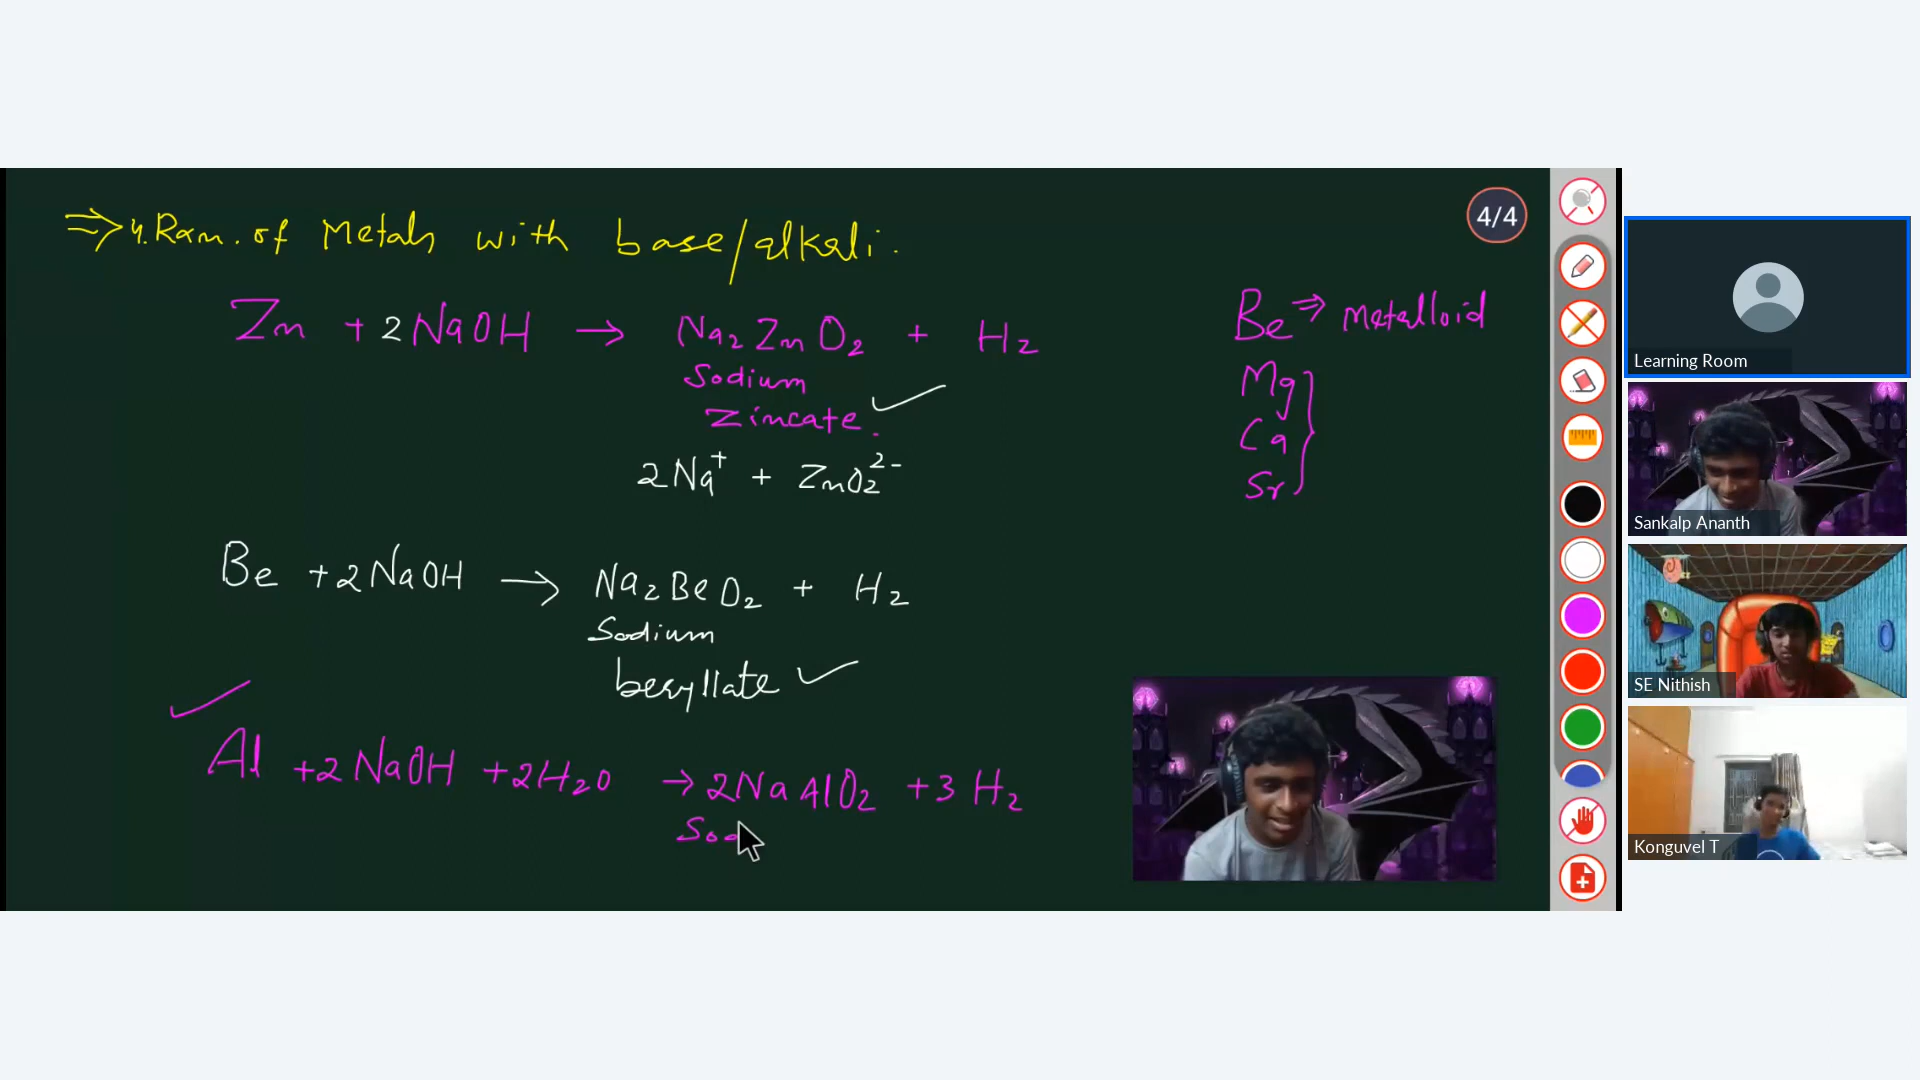 ⇒ 4. Rxn. of Metals with base/alkali.
4/4
Zn + 2NaOH → Na₂ZnO₂ + H₂
Sodium
Zincate.
2Na⁺ + ZnO₂²⁻
Be ⇒ metalloid
Mg
Ca
Sr
Be + 2NaOH → Na₂BeO₂ + H₂
Sodium
beryllate
Al + 2NaOH + 2H₂O → 2NaAlO₂ + 3H₂
Sod
Learning Room
Sankalp Ananth
SE Nithish
Konguvel T